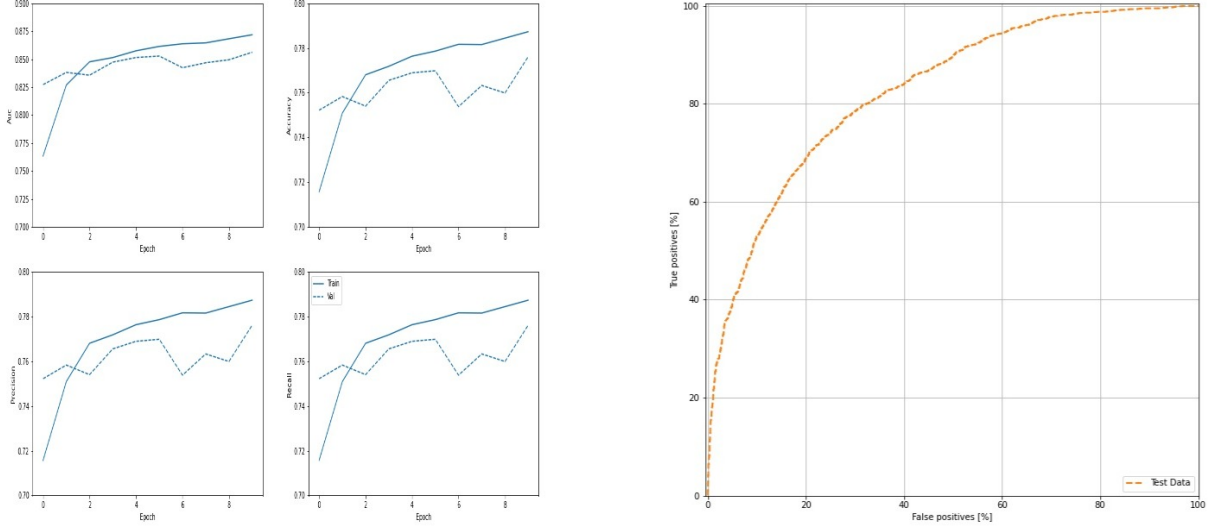 0.900
0.875
0.850
0.825
0.800
0.775
0.750
0.725
0.700
Auc
0 2 4 6 8
Epoch
0.80
0.78
0.76
0.74
0.72
0.70
Accuracy
0 2 4 6 8
Epoch
0.80
0.78
0.76
0.74
0.72
0.70
Precision
0 2 4 6 8
Epoch
0.80
0.78
0.76
0.74
0.72
0.70
Recall
Train
Val
0 2 4 6 8
Epoch
100
80
60
40
20
0
True positives [%]
Test Data
0 20 40 60 80 100
False positives [%]